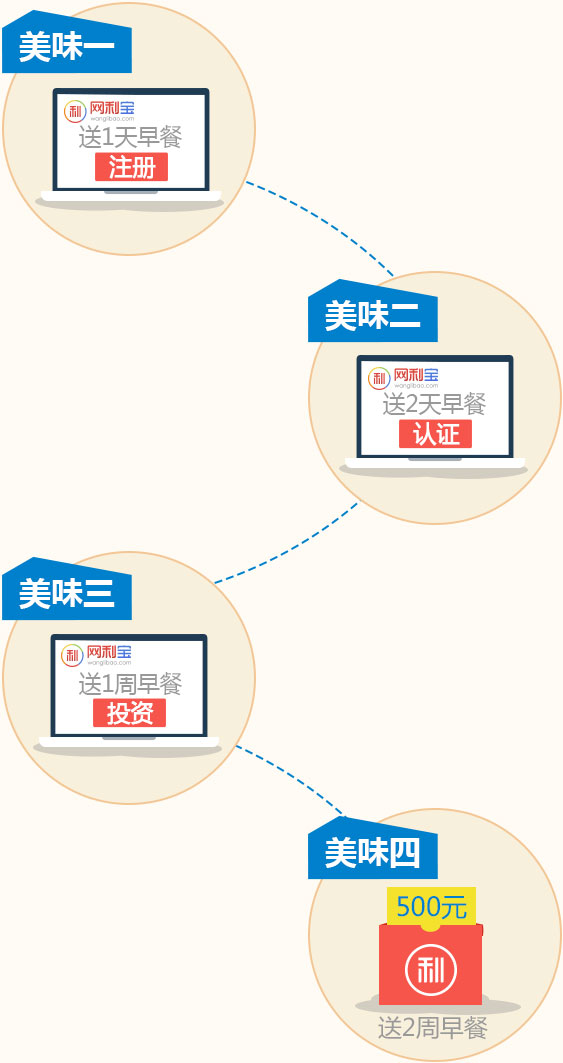 美味一
利 网利宝
wanglibao.com
送1天早餐
注册
美味二
利 网利宝
wanglibao.com
送2天早餐
认证
美味三
利 网利宝
wanglibao.com
送1周早餐
投资
美味四
500元
利
送2周早餐